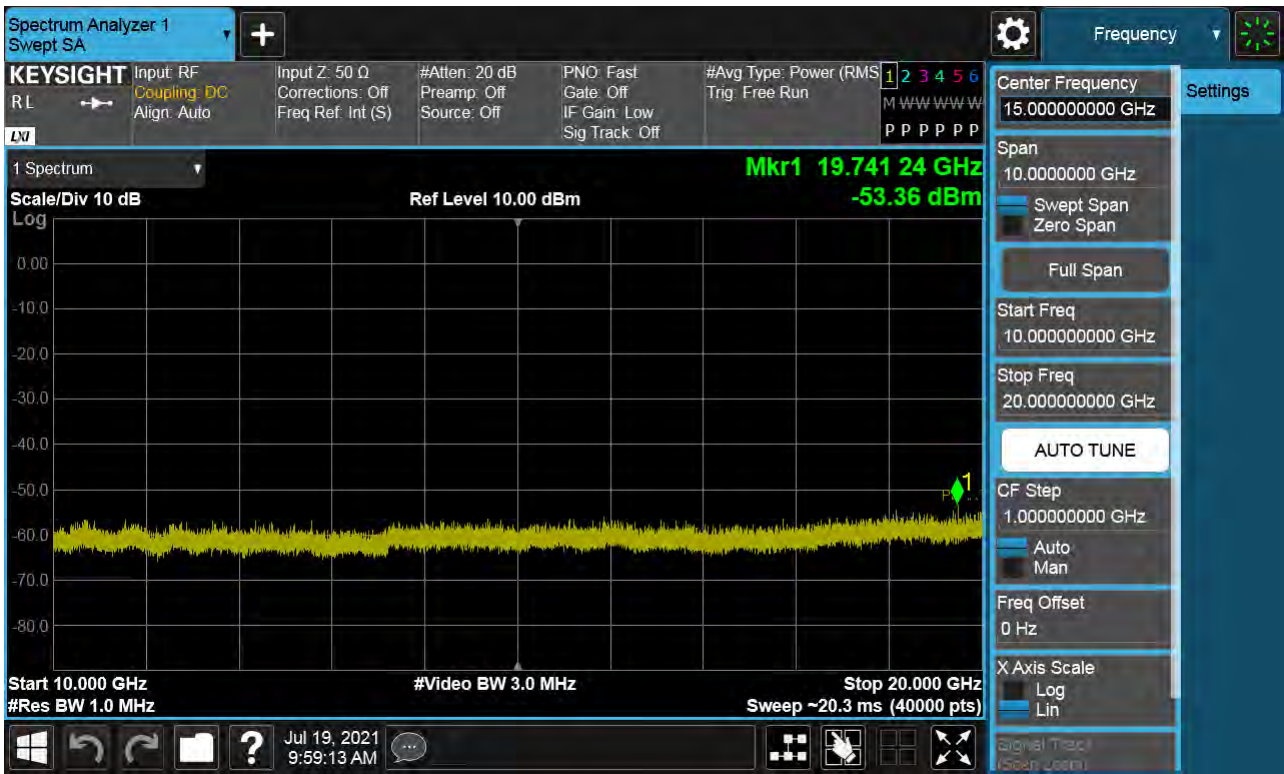 Spectrum Analyzer 1
Swept SA
Frequency
KEYSIGHT
RL
LXI
Input: RF
Coupling: DC
Align: Auto
Input Z: 50 Ω
Corrections: Off
Freq Ref: Int (S)
#Atten: 20 dB
Preamp: Off
Source: Off
PNO: Fast
Gate: Off
IF Gain: Low
Sig Track: Off
#Avg Type: Power (RMS
Trig: Free Run
1 2 3 4 5 6
M W W W W W
P P P P P P
1 Spectrum
Mkr1 19.741 24 GHz
-53.36 dBm
Scale/Div 10 dB
Ref Level 10.00 dBm
Log
0.00
-10.0
-20.0
-30.0
-40.0
-50.0
-60.0
-70.0
-80.0
1
Start 10.000 GHz
#Video BW 3.0 MHz
Stop 20.000 GHz
#Res BW 1.0 MHz
Sweep ~20.3 ms (40000 pts)
Center Frequency
15.000000000 GHz
Settings
Span
10.0000000 GHz
Swept Span
Zero Span
Full Span
Start Freq
10.000000000 GHz
Stop Freq
20.000000000 GHz
AUTO TUNE
CF Step
1.000000000 GHz
Auto
Man
Freq Offset
0 Hz
X Axis Scale
Log
Lin
Signal Track
(Span Zoom)
?
Jul 19, 2021
9:59:13 AM